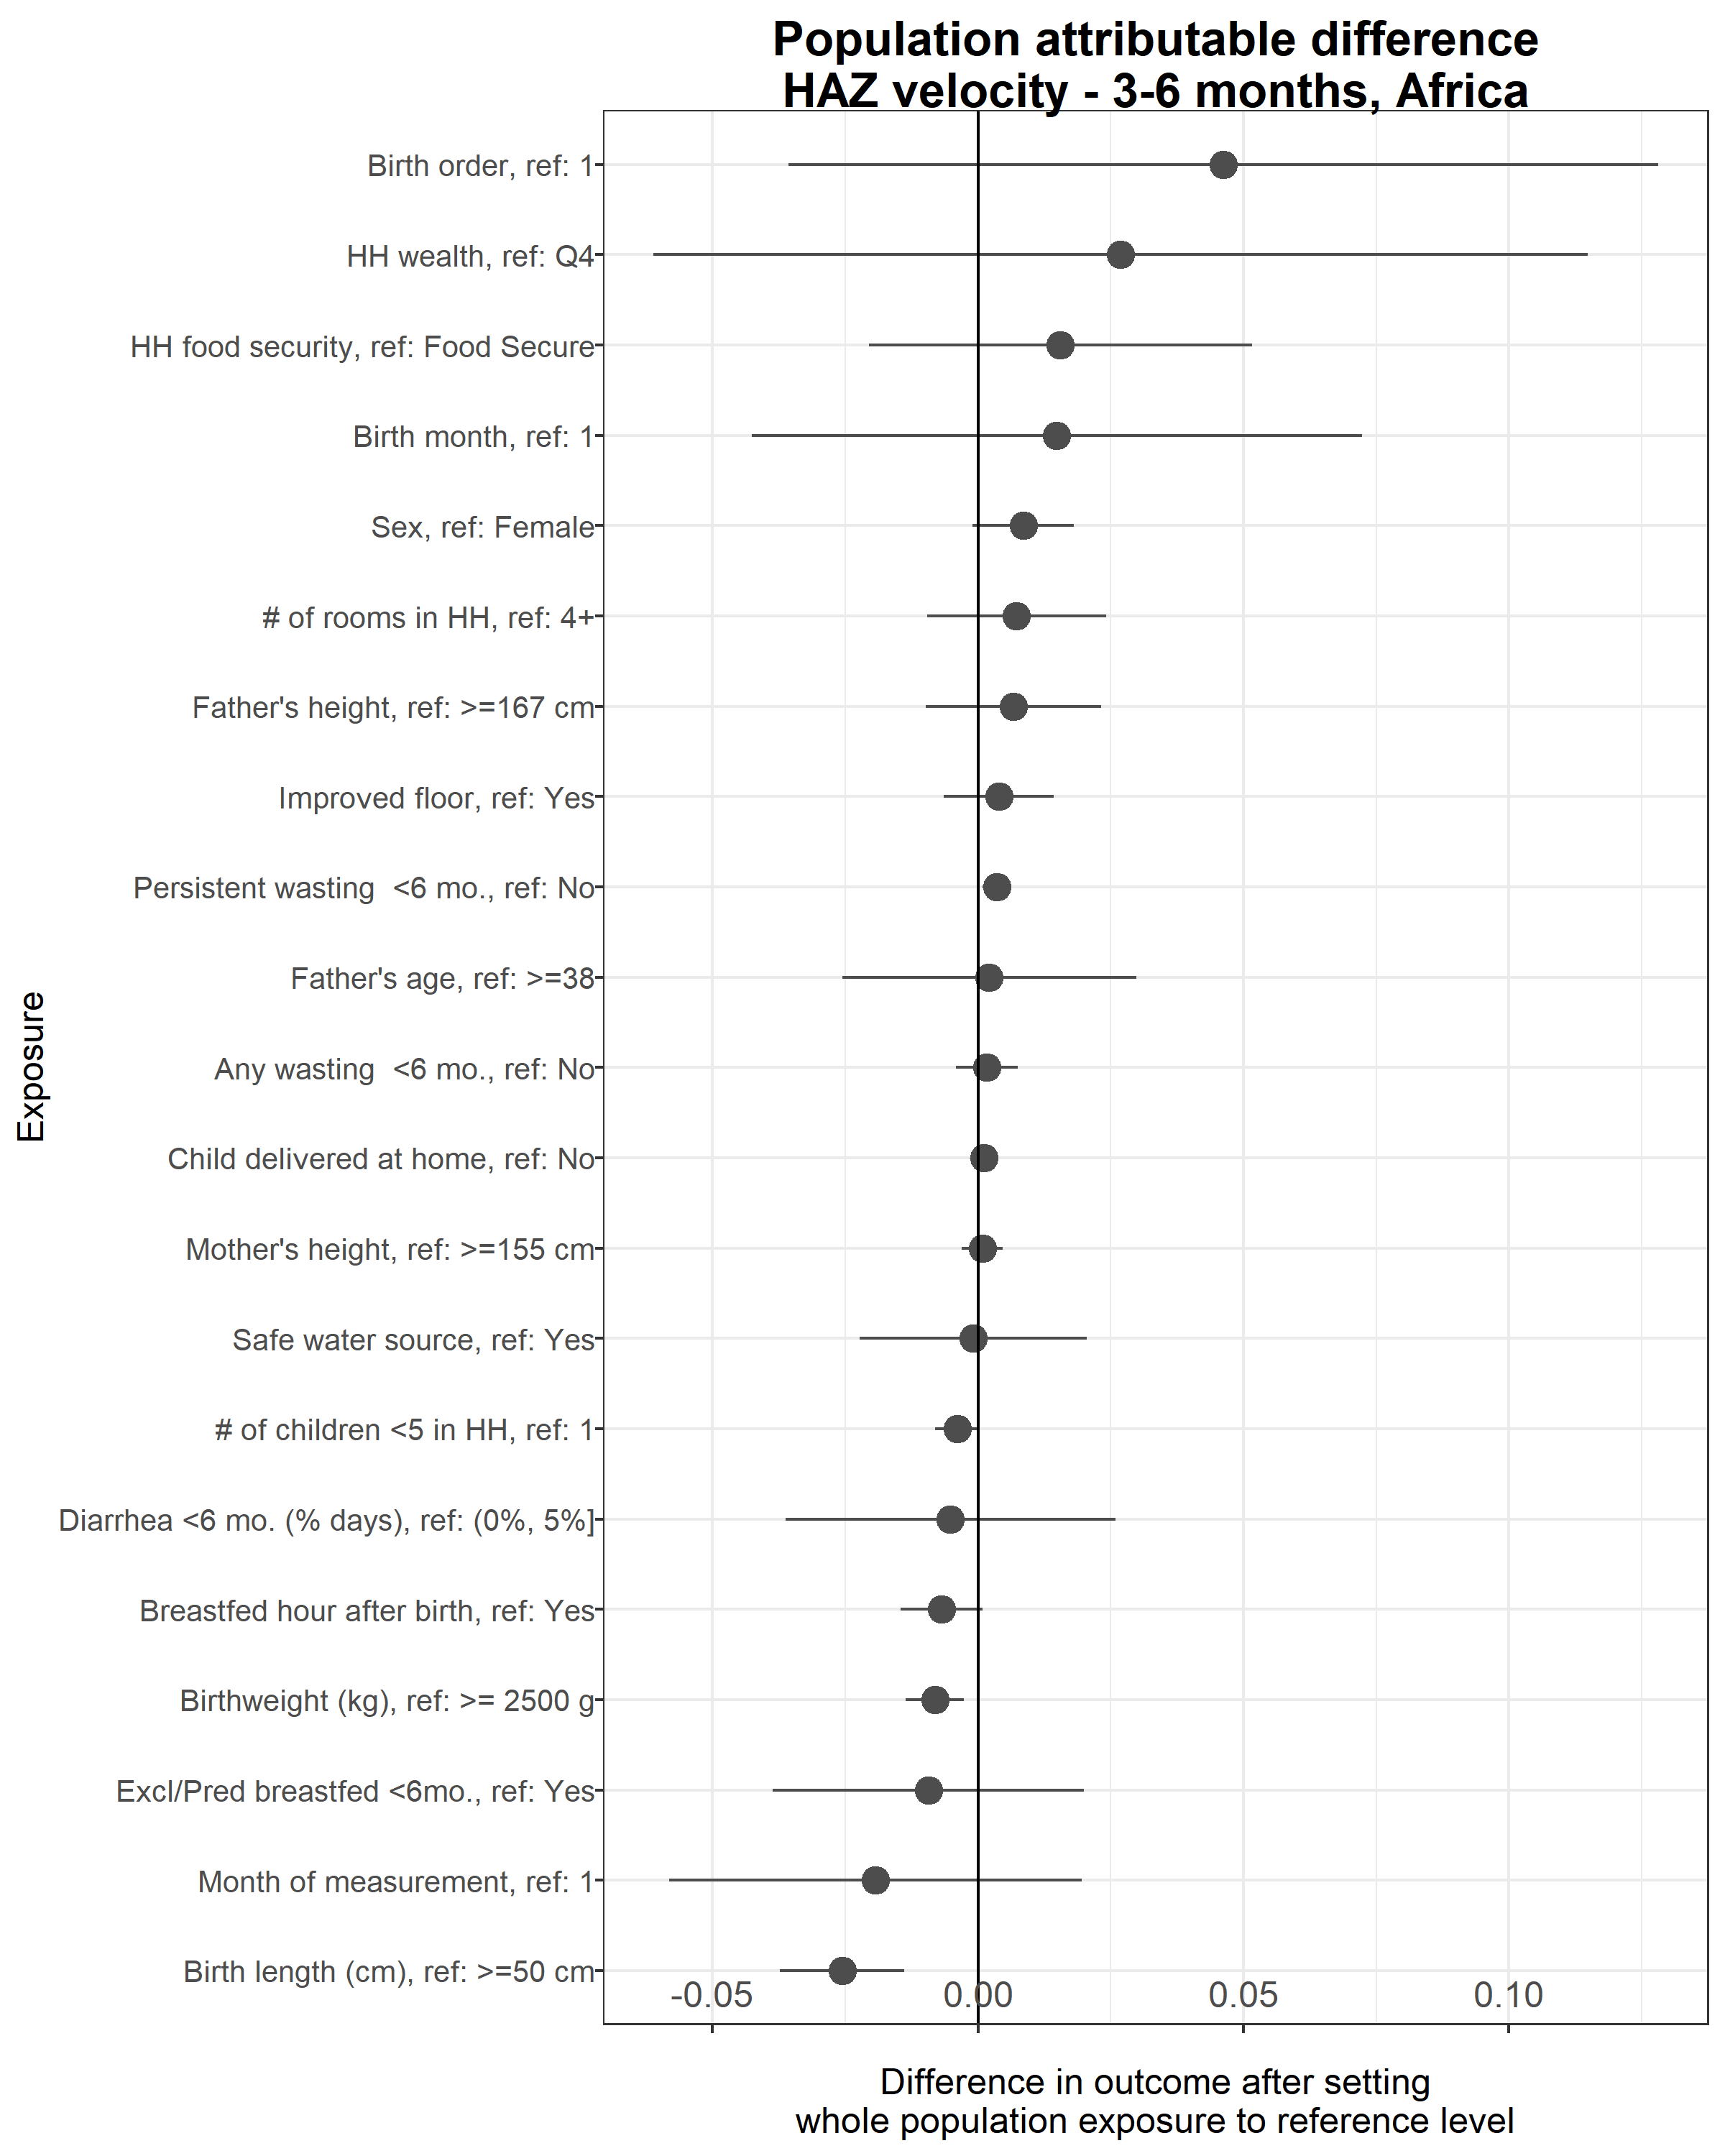 Population attributable difference
HAZ velocity - 3-6 months, Africa
Birth order, ref: 1
HH wealth, ref: Q4
HH food security, ref: Food Secure
Birth month, ref: 1
Sex, ref: Female
# of rooms in HH, ref: 4+
Father's height, ref: >=167 cm
Improved floor, ref: Yes
Persistent wasting  <6 mo., ref: No
Father's age, ref: >=38
Any wasting  <6 mo., ref: No
Child delivered at home, ref: No
Mother's height, ref: >=155 cm
Safe water source, ref: Yes
# of children <5 in HH, ref: 1
Diarrhea <6 mo. (% days), ref: (0%, 5%]
Breastfed hour after birth, ref: Yes
Birthweight (kg), ref: >= 2500 g
Excl/Pred breastfed <6mo., ref: Yes
Month of measurement, ref: 1
Birth length (cm), ref: >=50 cm
Exposure
-0.05 0.00 0.05 0.10
Difference in outcome after setting
whole population exposure to reference level